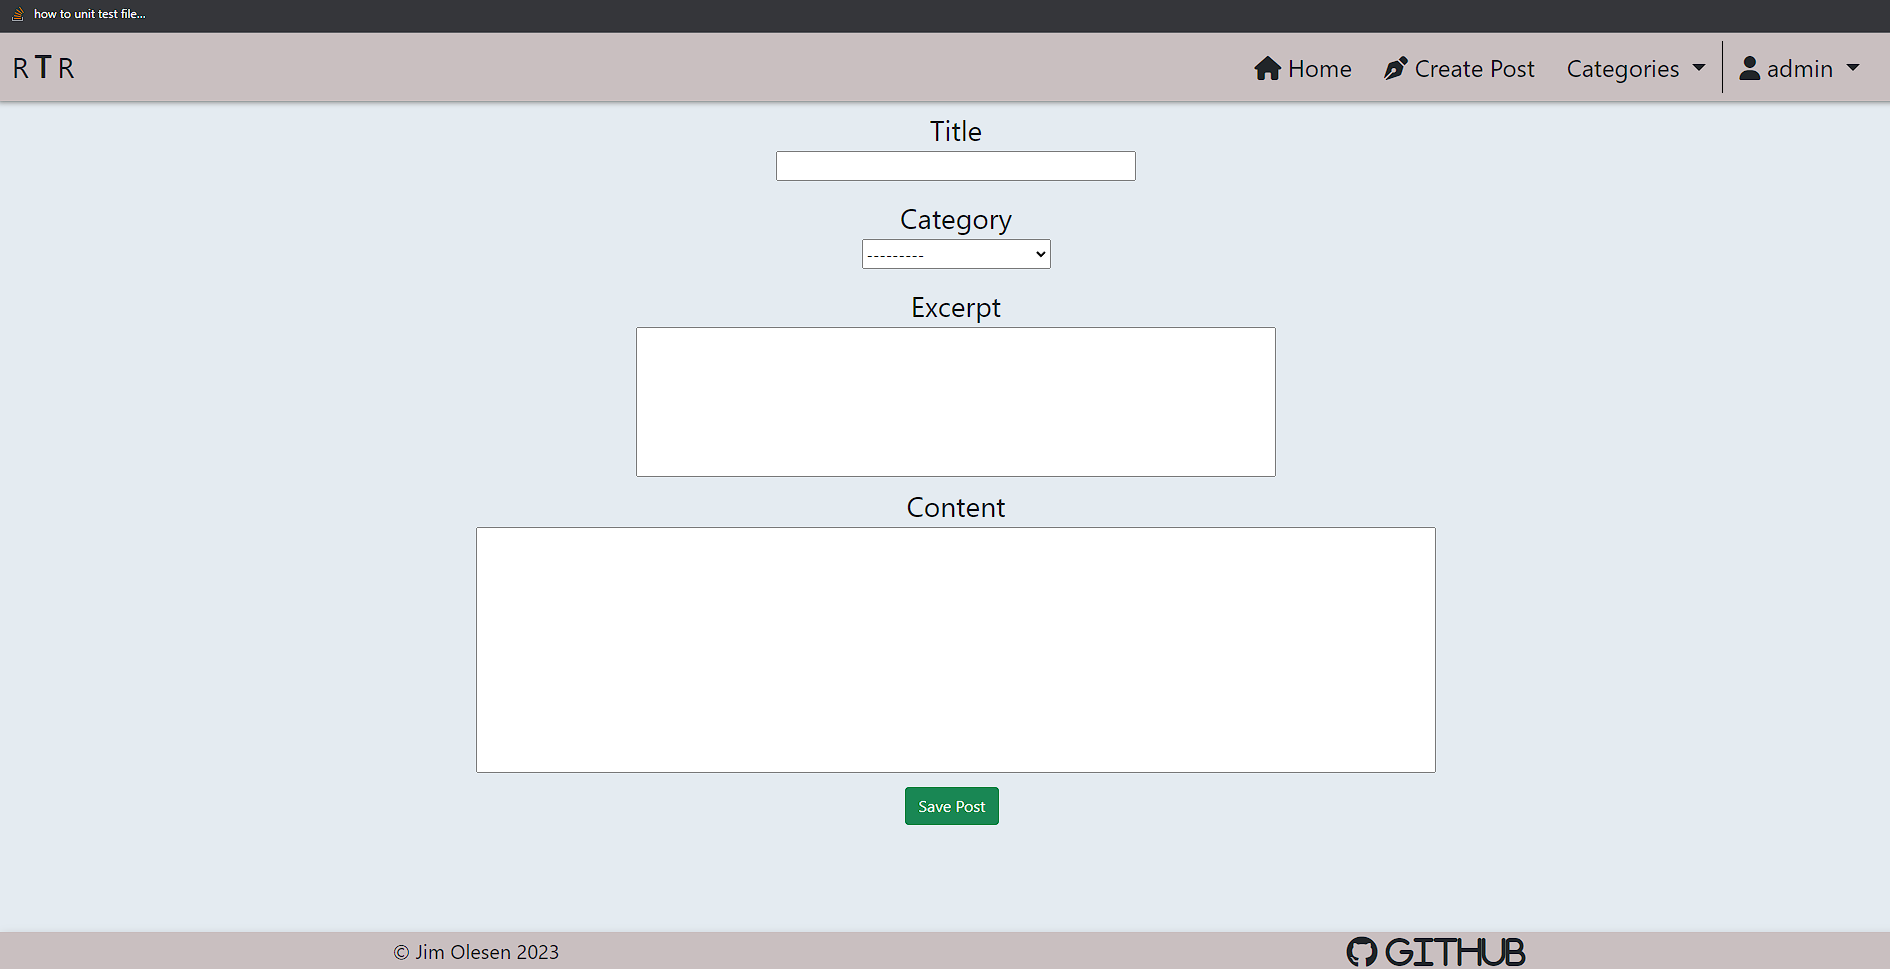 how to unit test file...
R T R Home Create Post Categories admin
Title
Category
---------
Excerpt
Content
Save Post
© Jim Olesen 2023 GITHUB